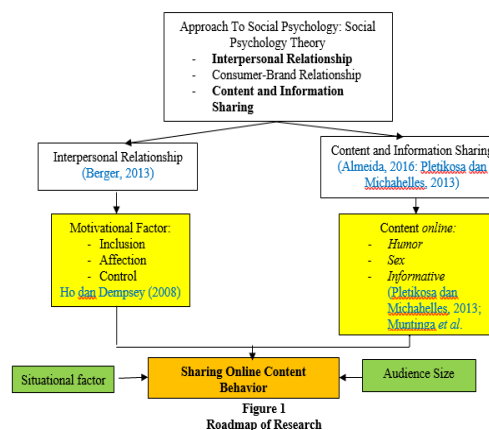 Approach To Social Psychology: Social
Psychology Theory
- Interpersonal Relationship
- Consumer-Brand Relationship
- Content and Information
Sharing
Interpersonal Relationship
(Berger, 2013)
Content and Information Sharing
(Almeida, 2016: Pletikosa dan
Michahelles, 2013)
Motivational Factor:
- Inclusion
- Affection
- Control
Ho dan Dempsey (2008)
Content online:
- Humor
- Sex
- Informative
(Pletikosa dan
Michahelles, 2013;
Muntinga et al.
Situational factor
Sharing Online Content
Behavior
Audience Size
Figure 1
Roadmap of Research